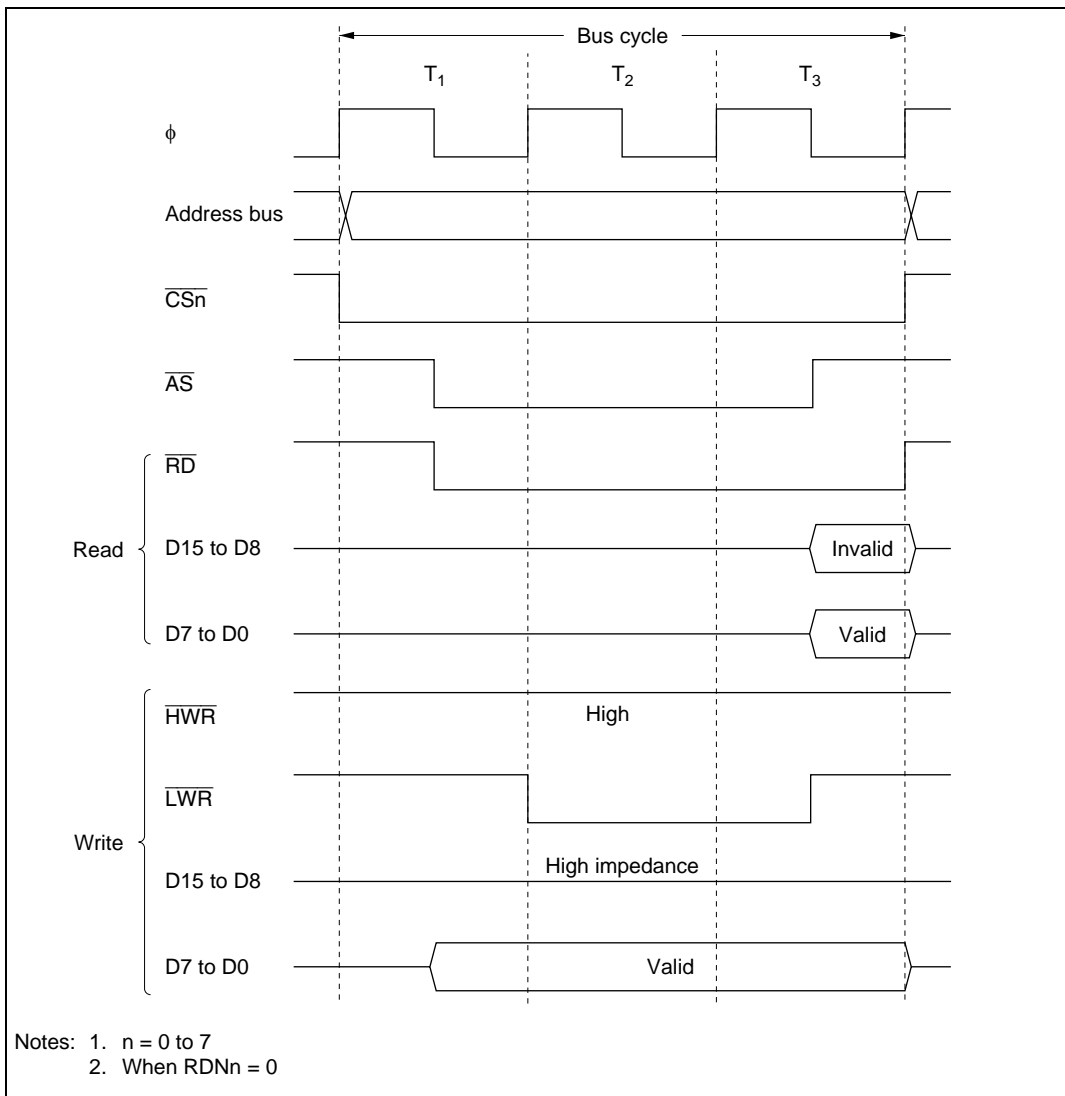 Bus cycle
T1 T2 T3
ϕ
Address bus
CSn
AS
RD
Read
D15 to D8 Invalid
D7 to D0 Valid
HWR High
LWR
Write
High impedance
D15 to D8
D7 to D0 Valid
Notes: 1. n = 0 to 7
2. When RDNn = 0